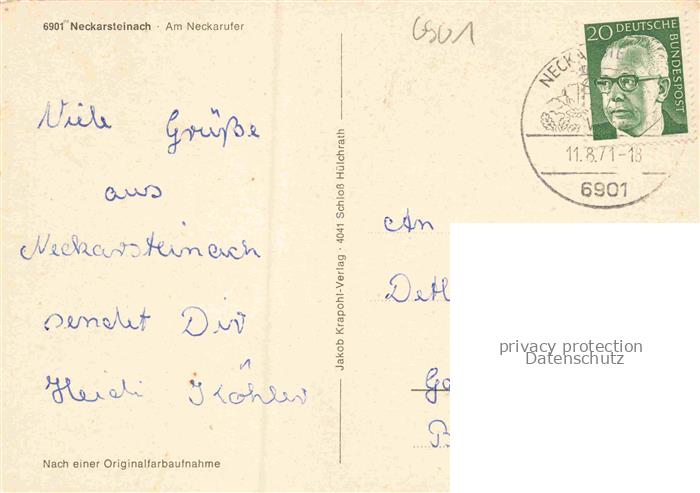 6901 Neckarsteinach · Am Neckarufer
6901
20 DEUTSCHE BUNDESPOST
11.8.71-18
6901
Viele Grüße
aus
Neckarsteinach
sendet Dir
Heidi Köhler
Nach einer Originalfarbaufnahme
Jakob Krapohl-Verlag · 4041 Schloß Hülchrath
An
privacy protection
Datenschutz